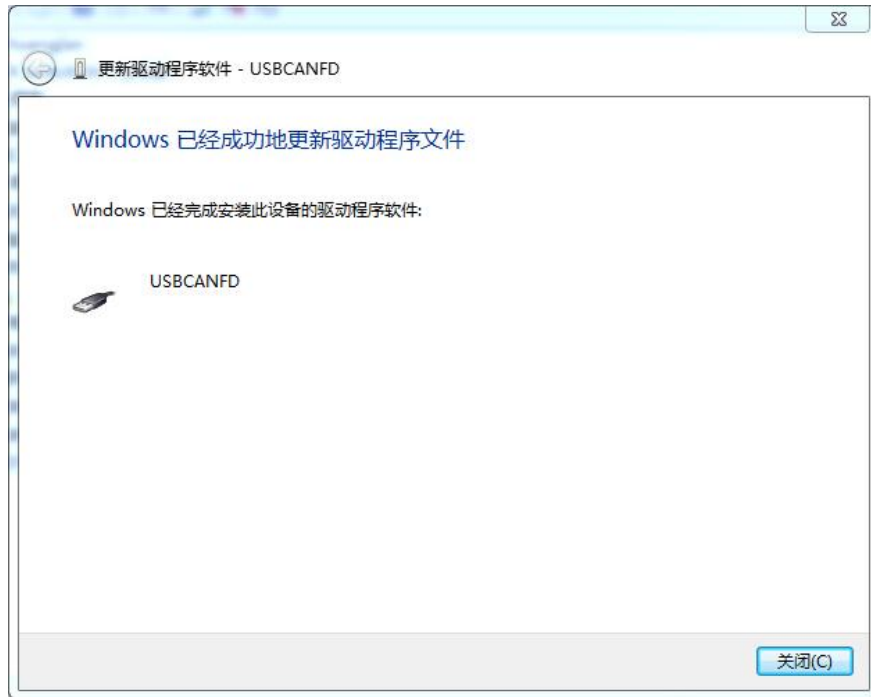 更新驱动程序软件 - USBCANFD
Windows 已经成功地更新驱动程序文件
Windows 已经完成安装此设备的驱动程序软件:
USBCANFD
关闭(C)